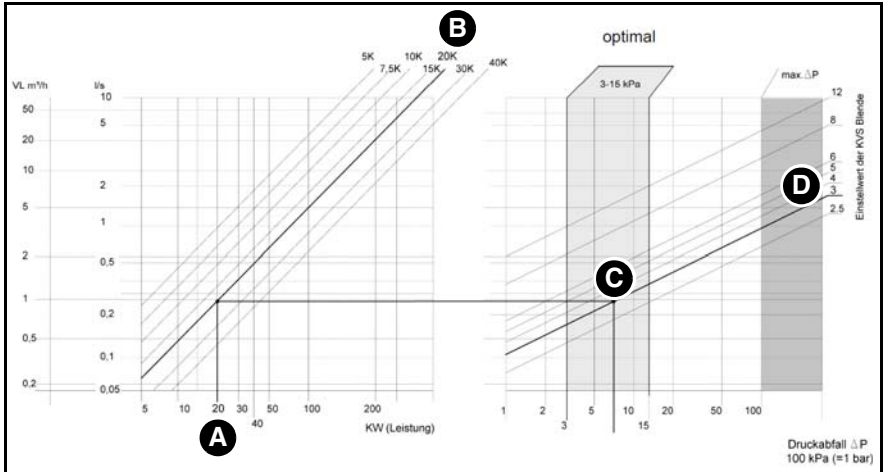 B
optimal
5K 10K 20K
7,5K 15K 30K 40K
3-15 kPa
max. ΔP
VL m³/h l/s
10
50
5
20
10
2
5
1
2
0,5
1
0,2
0,5
0,1
0,2
0,05
5 10 20 30 100 200
40
A
KW (Leistung)
12
8
6
5
4
3
2.5
D
C
Einstellwert der KVS Blende
1 2 5 10 20 50 100
3 15
Druckabfall ΔP
100 kPa (=1 bar)